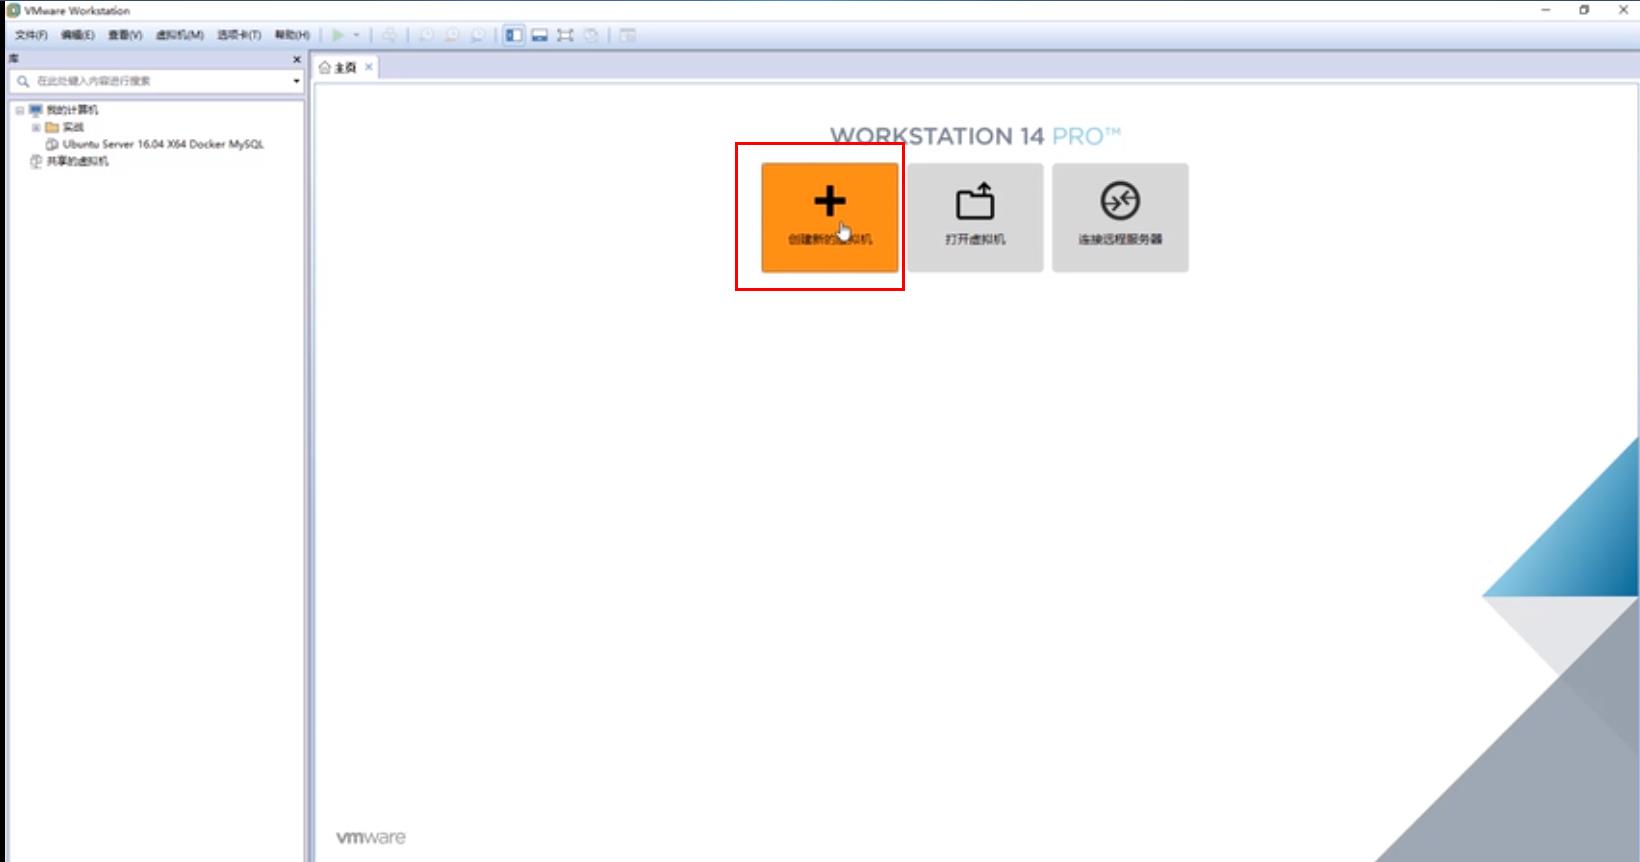 VMware Workstation
文件(F) 编辑(E) 查看(V) 虚拟机(M) 选项卡(T) 帮助(H)
库
在此处键入内容进行搜索
我的计算机
实战
Ubuntu Server 16.04 X64 Docker MySQL
共享的虚拟机
主页
WORKSTATION 14 PRO™
创建新的虚拟机
打开虚拟机
连接远程服务器
vmware